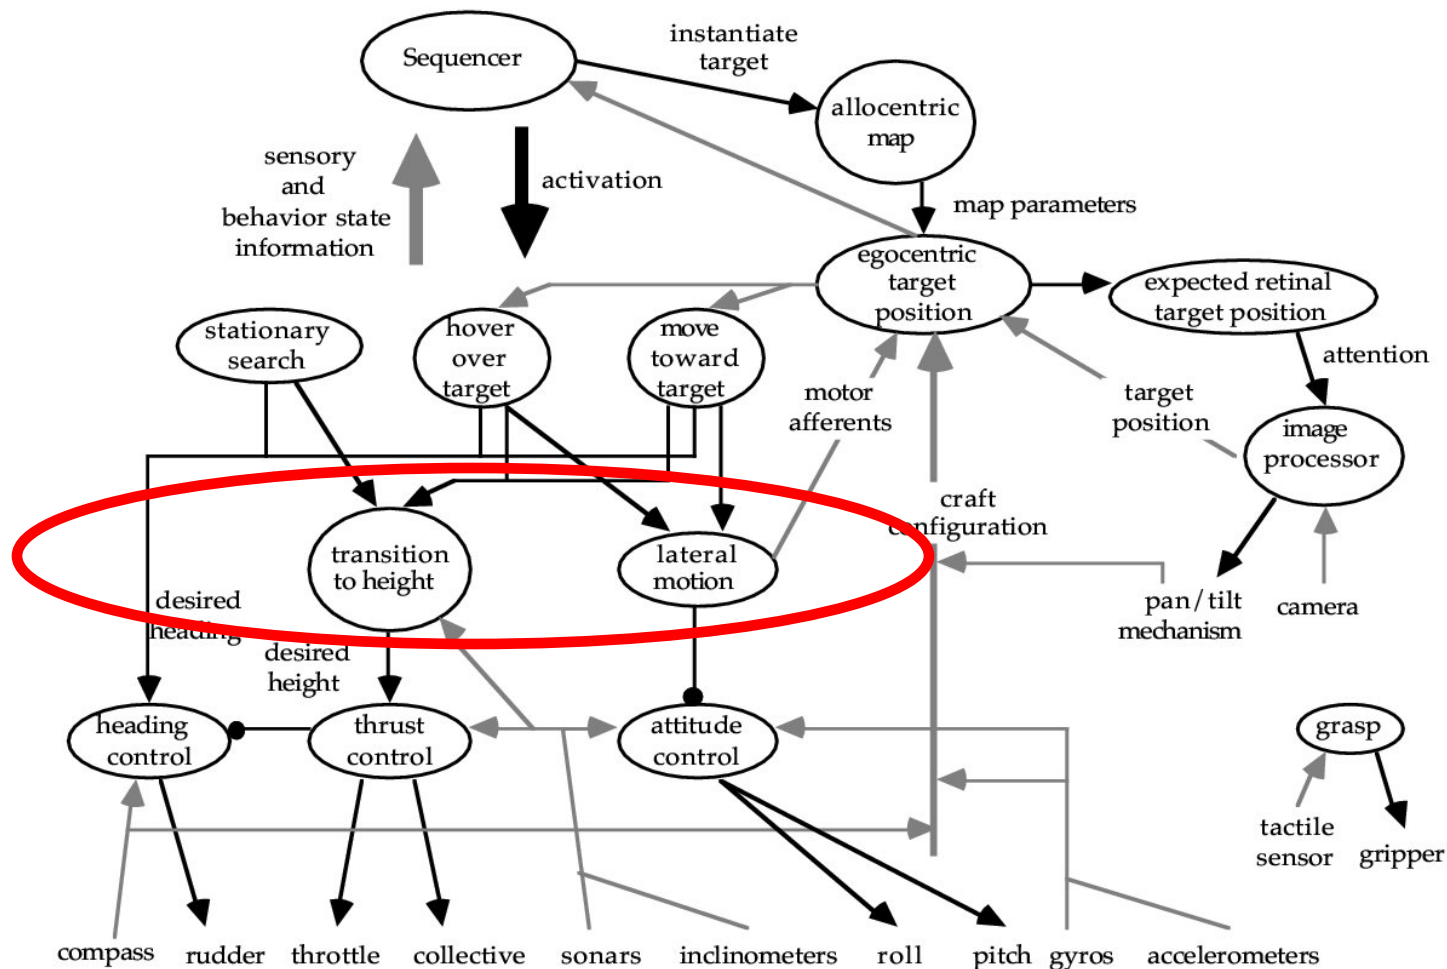 Sequencer
instantiate
target
allocentric
map
sensory
and
behavior state
information
activation
map parameters
egocentric
target
position
expected retinal
target position
stationary
search
hover
over
target
move
toward
target
attention
motor
afferents
target
position
image
processor
craft
configuration
transition
to height
lateral
motion
desired
heading
pan/tilt
mechanism
camera
desired
height
heading
control
thrust
control
attitude
control
grasp
tactile
sensor
gripper
compass
rudder
throttle
collective
sonars
inclinometers
roll
pitch
gyros
accelerometers